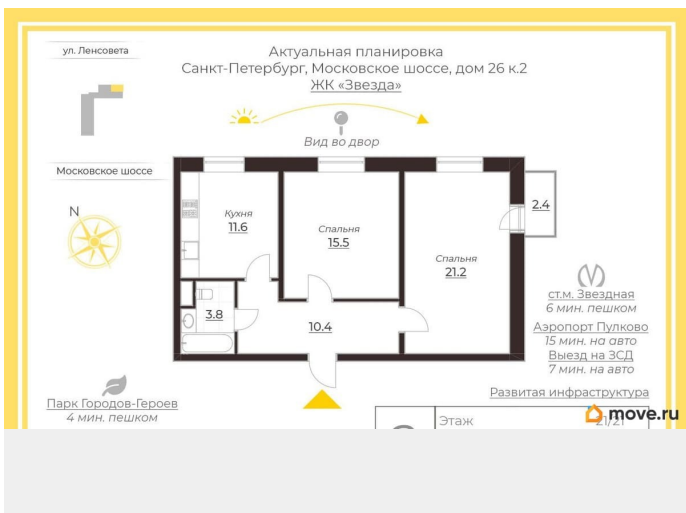 ул. Ленсовета
Актуальная планировка
Санкт-Петербург, Московское шоссе, дом 26 к.2
ЖК «Звезда»
Вид во двор
Московское шоссе
N
Кухня
11.6
Спальня
15.5
Спальня
21.2
2.4
3.8
10.4
ст.м. Звездная
6 мин. пешком
Аэропорт Пулково
15 мин. на авто
Выезд на ЗСД
7 мин. на авто
Развитая инфраструктура
Парк Городов-Героев
4 мин. пешком
Этаж
21/21
move.ru